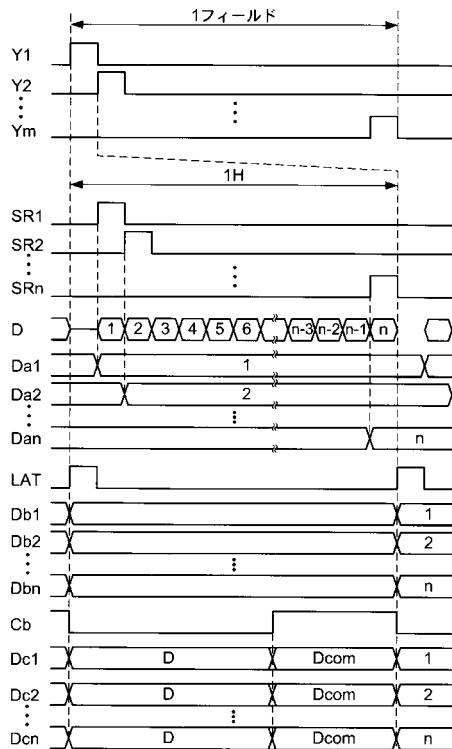 1フィールド
Y1
Y2
Ym
1H
SR1
SR2
SRn
D 1 2 3 4 5 6 n-3 n-2 n-1 n
Da1 1
Da2 2
Dan n
LAT
Db1 1
Db2 2
Dbn n
Cb
Dc1 D Dcom 1
Dc2 D Dcom 2
Dcn D Dcom n